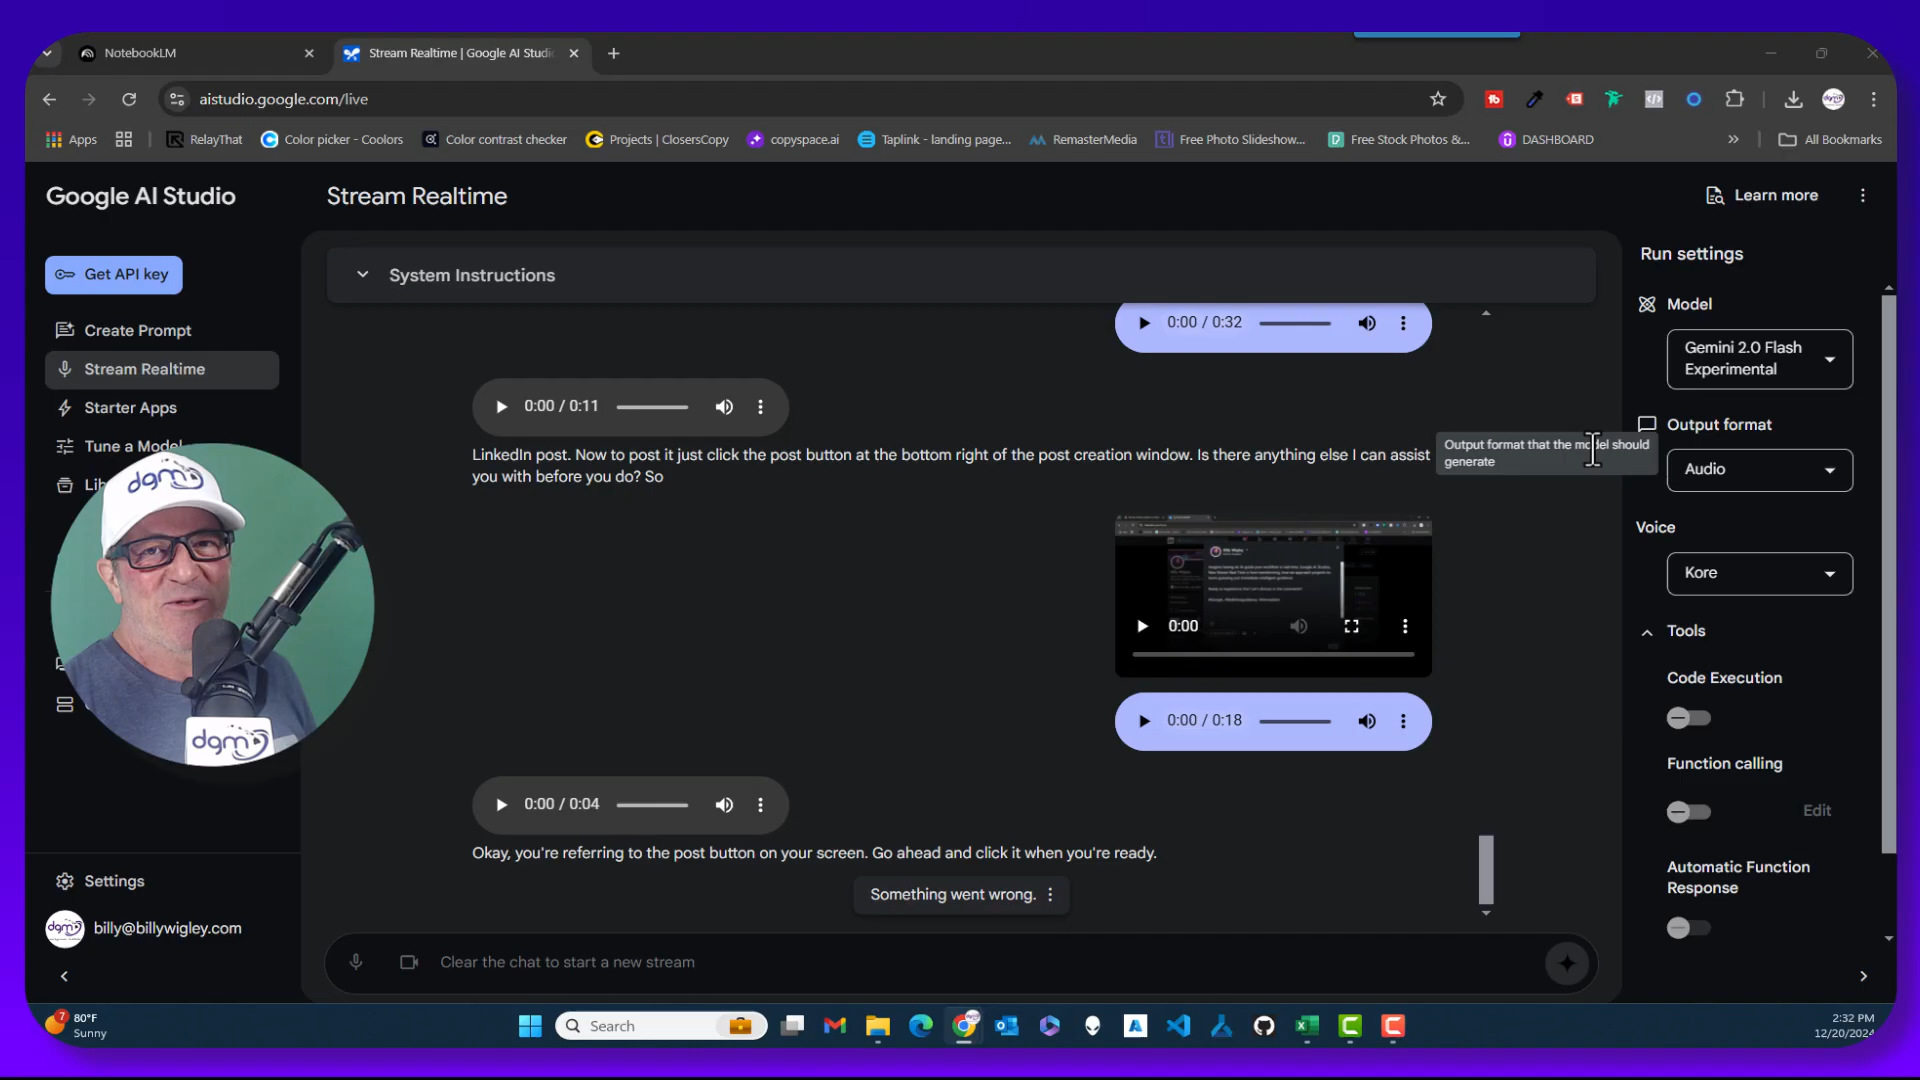 NotebookLM
Stream Realtime | Google AI Studi
aistudio.google.com/live
Apps
RelayThat
Color picker - Coolors
Color contrast checker
Projects | ClosersCopy
copyspace.ai
Taplink - landing page...
RemasterMedia
Free Photo Slideshow...
Free Stock Photos &...
DASHBOARD
All Bookmarks
Google AI Studio
Stream Realtime
Learn more
Get API key
Create Prompt
Stream Realtime
Starter Apps
Tune a Model
System Instructions
0:00 / 0:32
0:00 / 0:11
LinkedIn post. Now to post it just click the post button at the bottom right of the post creation window. Is there anything else I can assist
you with before you do? So
0:00
0:00 / 0:18
0:00 / 0:04
Okay, you're referring to the post button on your screen. Go ahead and click it when you're ready.
Something went wrong.
Clear the chat to start a new stream
Run settings
Model
Gemini 2.0 Flash
Experimental
Output format
Output format that the model should
generate
Audio
Voice
Kore
Tools
Code Execution
Function calling
Edit
Automatic Function
Response
dgm
dgm
Settings
dgm
billy@billywigley.com
7
80°F
Sunny
Search
2:32 PM
12/20/2024